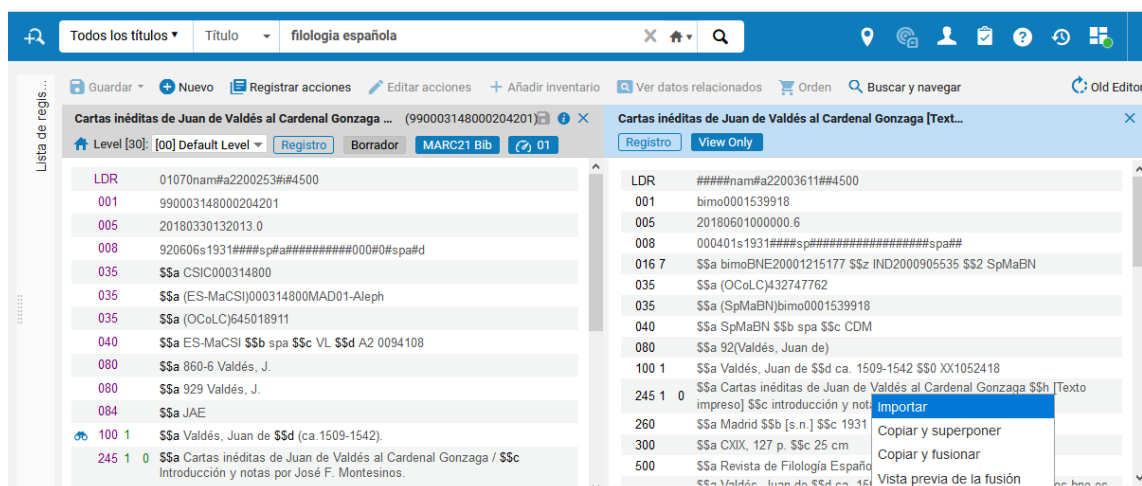 Todos los títulos ▾ Título filologia española
Lista de regis...
Guardar Nuevo Registrar acciones Editar acciones Añadir inventario Ver datos relacionados Orden Buscar y navegar Old Editor
Cartas inéditas de Juan de Valdés al Cardenal Gonzaga ... (990003148000204201)
Level [30]: [00] Default Level Registro Borrador MARC21 Bib 01
LDR 01070nam#a2200253#i#4500
001 990003148000204201
005 20180330132013.0
008 920606s1931####sp#a##########000#0#spa#d
035 $$a CSIC000314800
035 $$a (ES-MaCSI)000314800MAD01-Aleph
035 $$a (OCoLC)645018911
040 $$a ES-MaCSI $$b spa $$c VL $$d A2 0094108
080 $$a 860-6 Valdés, J.
080 $$a 929 Valdés, J.
084 $$a JAE
100 1 $$a Valdés, Juan de $$d (ca.1509-1542).
245 1 0 $$a Cartas inéditas de Juan de Valdés al Cardenal Gonzaga / $$c
Introducción y notas por José F. Montesinos.
Cartas inéditas de Juan de Valdés al Cardenal Gonzaga [Text...
Registro View Only
LDR #####nam#a22003611##4500
001 bimo0001539918
005 20180601000000.6
008 000401s1931####sp##################spa##
016 7 $$a bimoBNE20001215177 $$z IND2000905535 $$2 SpMaBN
035 $$a (OCoLC)432747762
035 $$a (SpMaBN)bimo0001539918
040 $$a SpMaBN $$b spa $$c CDM
080 $$a 92(Valdés, Juan de)
100 1 $$a Valdés, Juan de $$d ca. 1509-1542 $$0 XX1052418
245 1 0 $$a Cartas inéditas de Juan de Valdés al Cardenal Gonzaga $$h [Texto
impreso] $$c introducción y
260 $$a Madrid $$b [s.n.] $$c 1931
300 $$a CXIX, 127 p. $$c 25 cm
500 $$a Revista de Filología
Importar
Copiar y superponer
Copiar y fusionar
Vista previa de la fusión